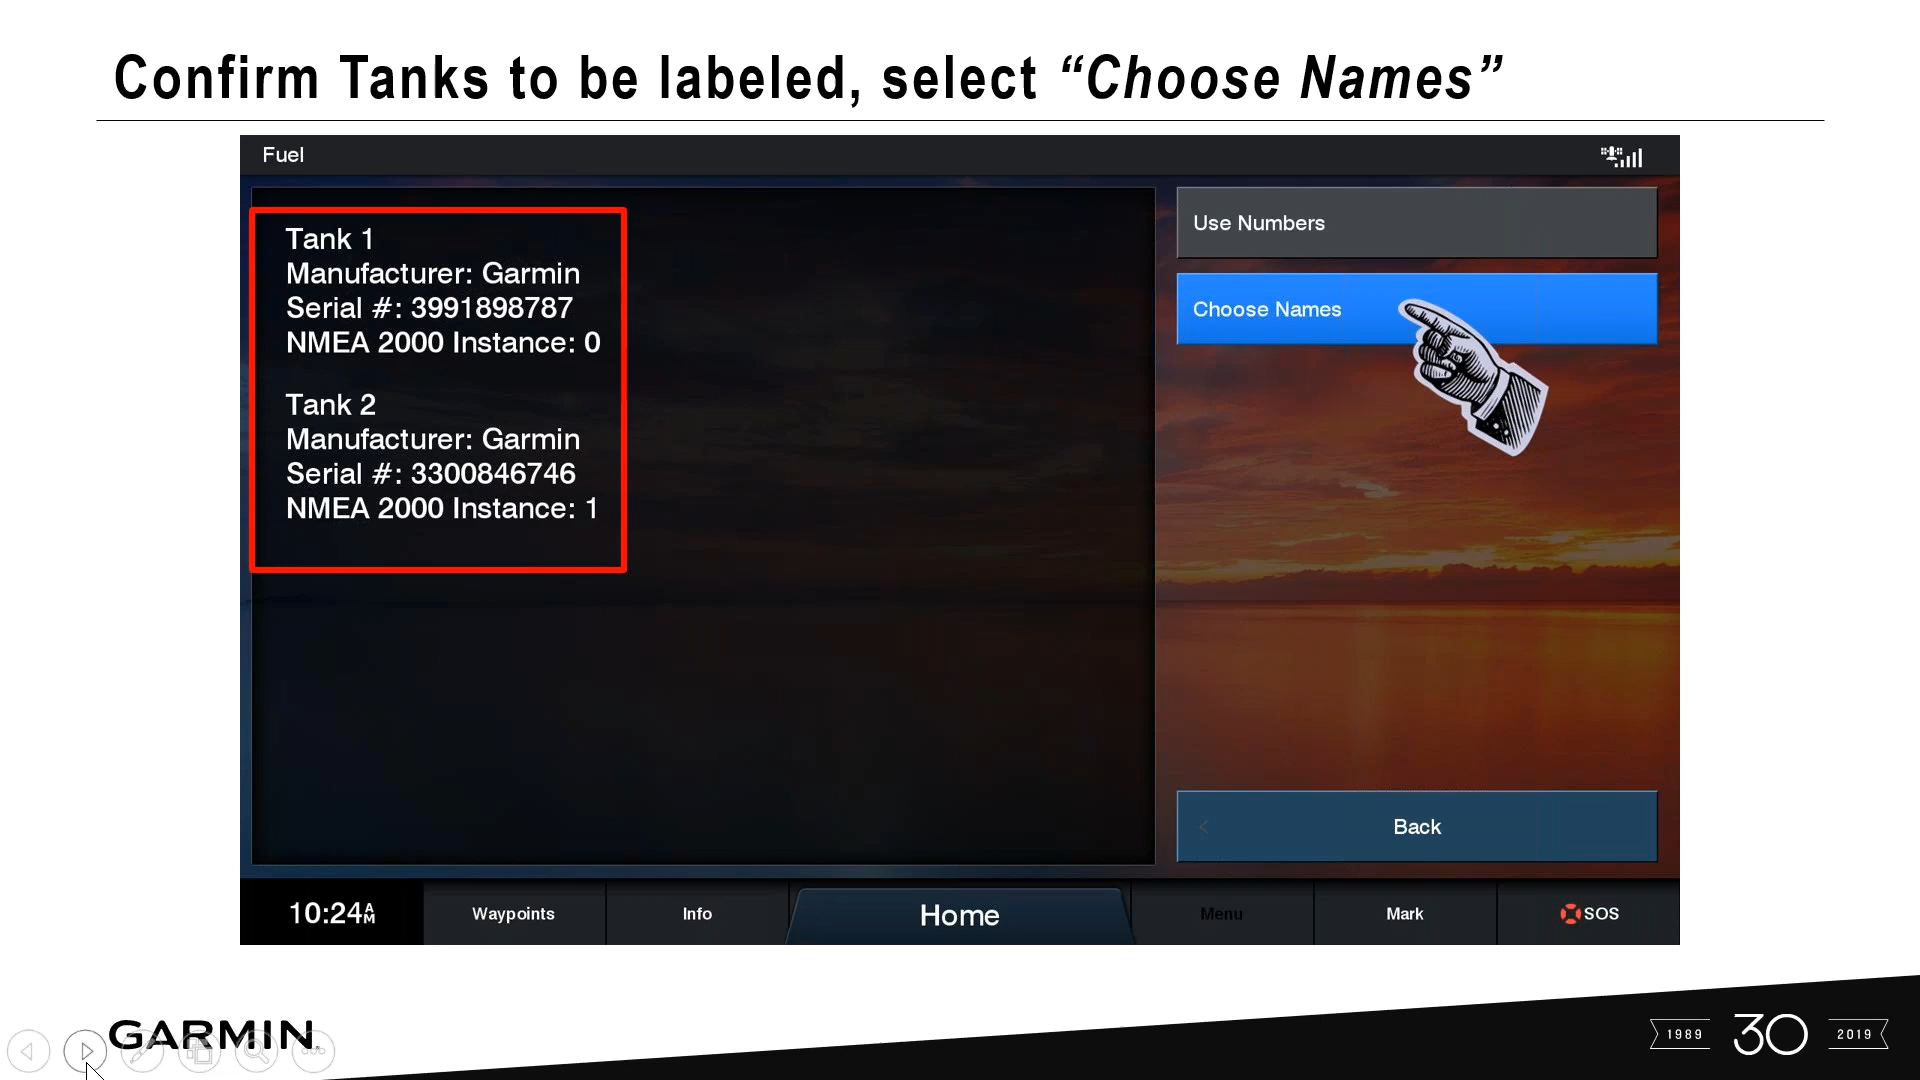 Confirm Tanks to be labeled, select “Choose Names”
Fuel
Tank 1
Manufacturer: Garmin
Serial #: 3991898787
NMEA 2000 Instance: 0
Tank 2
Manufacturer: Garmin
Serial #: 3300846746
NMEA 2000 Instance: 1
Use Numbers
Choose Names
Back
10:24AM
Waypoints
Info
Home
Menu
Mark
SOS
GARMIN
1989
30
2019